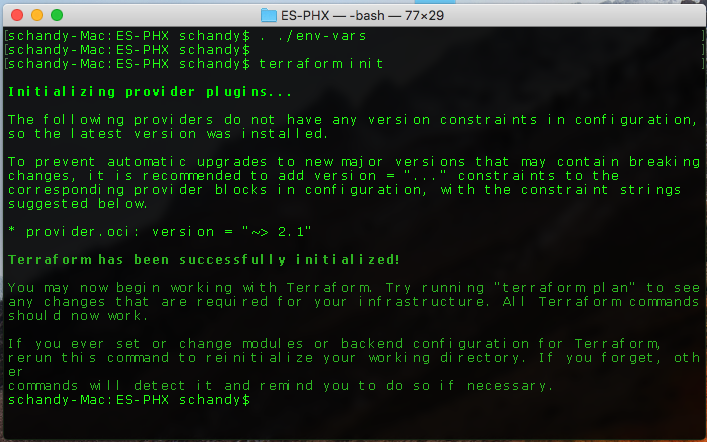 ES-PHX — -bash — 77×29
[schandy-Mac:ES-PHX schandy$ . ./env-vars ]
[schandy-Mac:ES-PHX schandy$ ]
[schandy-Mac:ES-PHX schandy$ terraform init ]
Initializing provider plugins...
The following providers do not have any version constraints in configuration,
so the latest version was installed.
To prevent automatic upgrades to new major versions that may contain breaking
changes, it is recommended to add version = "..." constraints to the
corresponding provider blocks in configuration, with the constraint strings
suggested below.
* provider.oci: version = "~> 2.1"
Terraform has been successfully initialized!
You may now begin working with Terraform. Try running "terraform plan" to see
any changes that are required for your infrastructure. All Terraform commands
should now work.
If you ever set or change modules or backend configuration for Terraform,
rerun this command to reinitialize your working directory. If you forget, oth
er
commands will detect it and remind you to do so if necessary.
schandy-Mac:ES-PHX schandy$